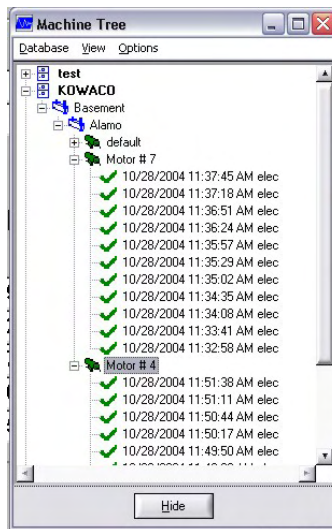 Machine Tree
Database View Options
test
KOWACO
Basement
Alamo
default
Motor # 7
10/28/2004 11:37:45 AM elec
10/28/2004 11:37:18 AM elec
10/28/2004 11:36:51 AM elec
10/28/2004 11:36:24 AM elec
10/28/2004 11:35:57 AM elec
10/28/2004 11:35:29 AM elec
10/28/2004 11:35:02 AM elec
10/28/2004 11:34:35 AM elec
10/28/2004 11:34:08 AM elec
10/28/2004 11:33:41 AM elec
10/28/2004 11:32:58 AM elec
Motor # 4
10/28/2004 11:51:38 AM elec
10/28/2004 11:51:11 AM elec
10/28/2004 11:50:44 AM elec
10/28/2004 11:50:17 AM elec
10/28/2004 11:49:50 AM elec
Hide